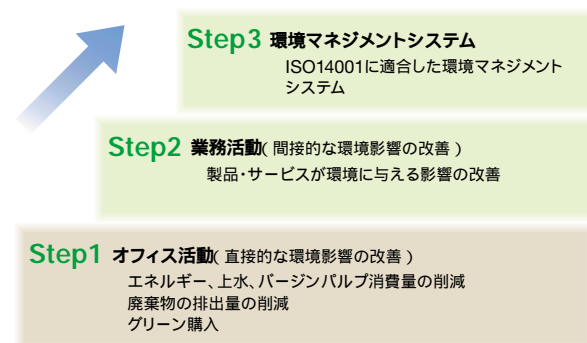 Step3 環境マネジメントシステム
ISO14001に適合した環境マネジメント
システム
Step2 業務活動(間接的な環境影響の改善)
製品・サービスが環境に与える影響の改善
Step1 オフィス活動(直接的な環境影響の改善)
エネルギー、上水、バージンパルプ消費量の削減
廃棄物の排出量の削減
グリーン購入